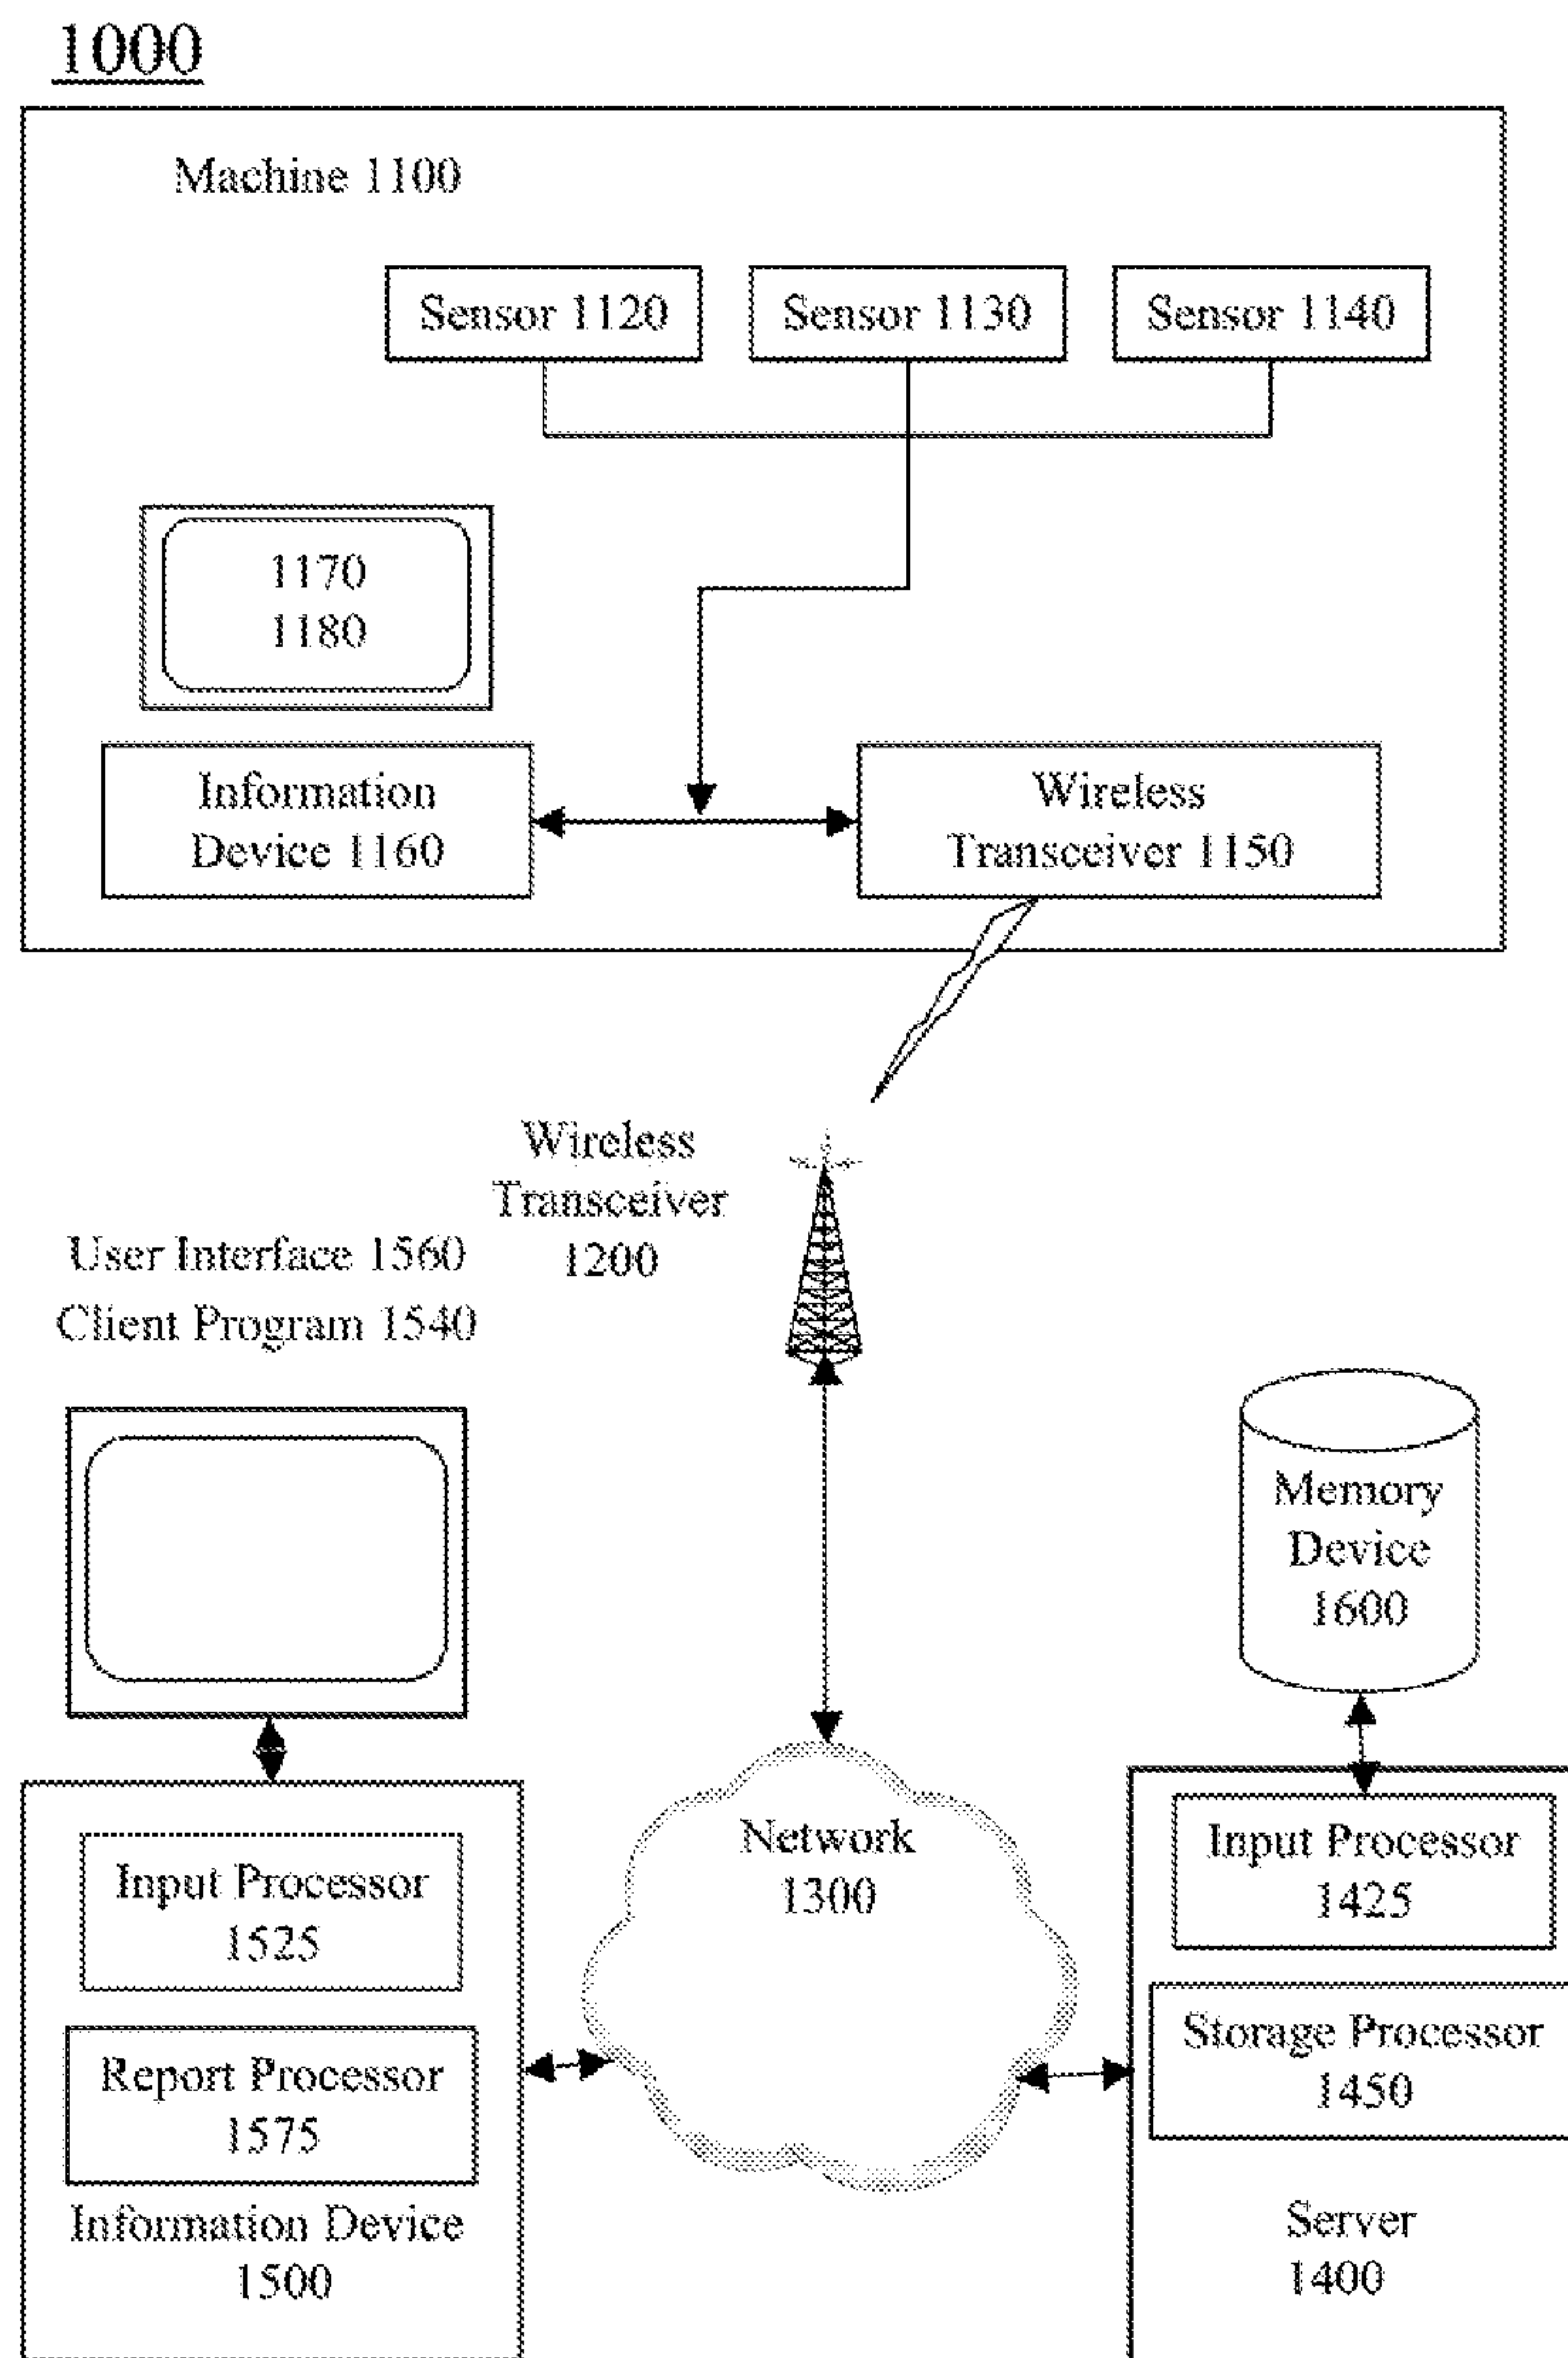 1000
Machine 1100
Sensor 1120
Sensor 1130
Sensor 1140
1170
1180
Information
Device 1160
Wireless
Transceiver 1150
Wireless
Transceiver
1200
User Interface 1560
Client Program 1540
Memory
Device
1600
Network
1300
Input Processor
1425
Storage Processor
1450
Server
1400
Input Processor
1525
Report Processor
1575
Information Device
1500